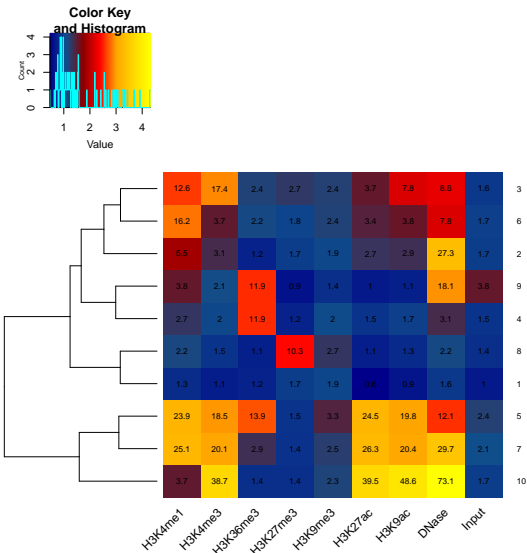 Color Key
and Histogram
Count
0 1 2 3 4
1 2 3 4
Value
12.6 17.4 2.4 2.7 2.4 3.7 7.8 8.6 1.6 3
16.2 3.7 2.2 1.8 2.4 3.4 3.8 7.8 1.7 6
5.5 3.1 1.2 1.7 1.9 2.7 2.9 27.3 1.7 2
3.8 2.1 11.9 0.9 1.4 1 1.1 18.1 3.8 9
2.7 2 11.9 1.2 2 1.5 1.7 3.1 1.5 4
2.2 1.5 1.1 10.3 2.7 1.1 1.3 2.2 1.4 8
1.3 1.1 1.2 1.7 1.9 0.9 1.6 1 1
23.9 18.5 13.9 1.5 3.3 24.5 19.8 12.1 2.4 5
25.1 20.1 2.9 1.4 2.5 26.3 20.4 29.7 2.1 7
3.7 38.7 1.4 1.4 2.3 39.5 48.6 73.1 1.7 10
H3K4me1 H3K4me3 H3K36me3 H3K27me3 H3K9me3 H3K27ac H3K9ac DNase Input